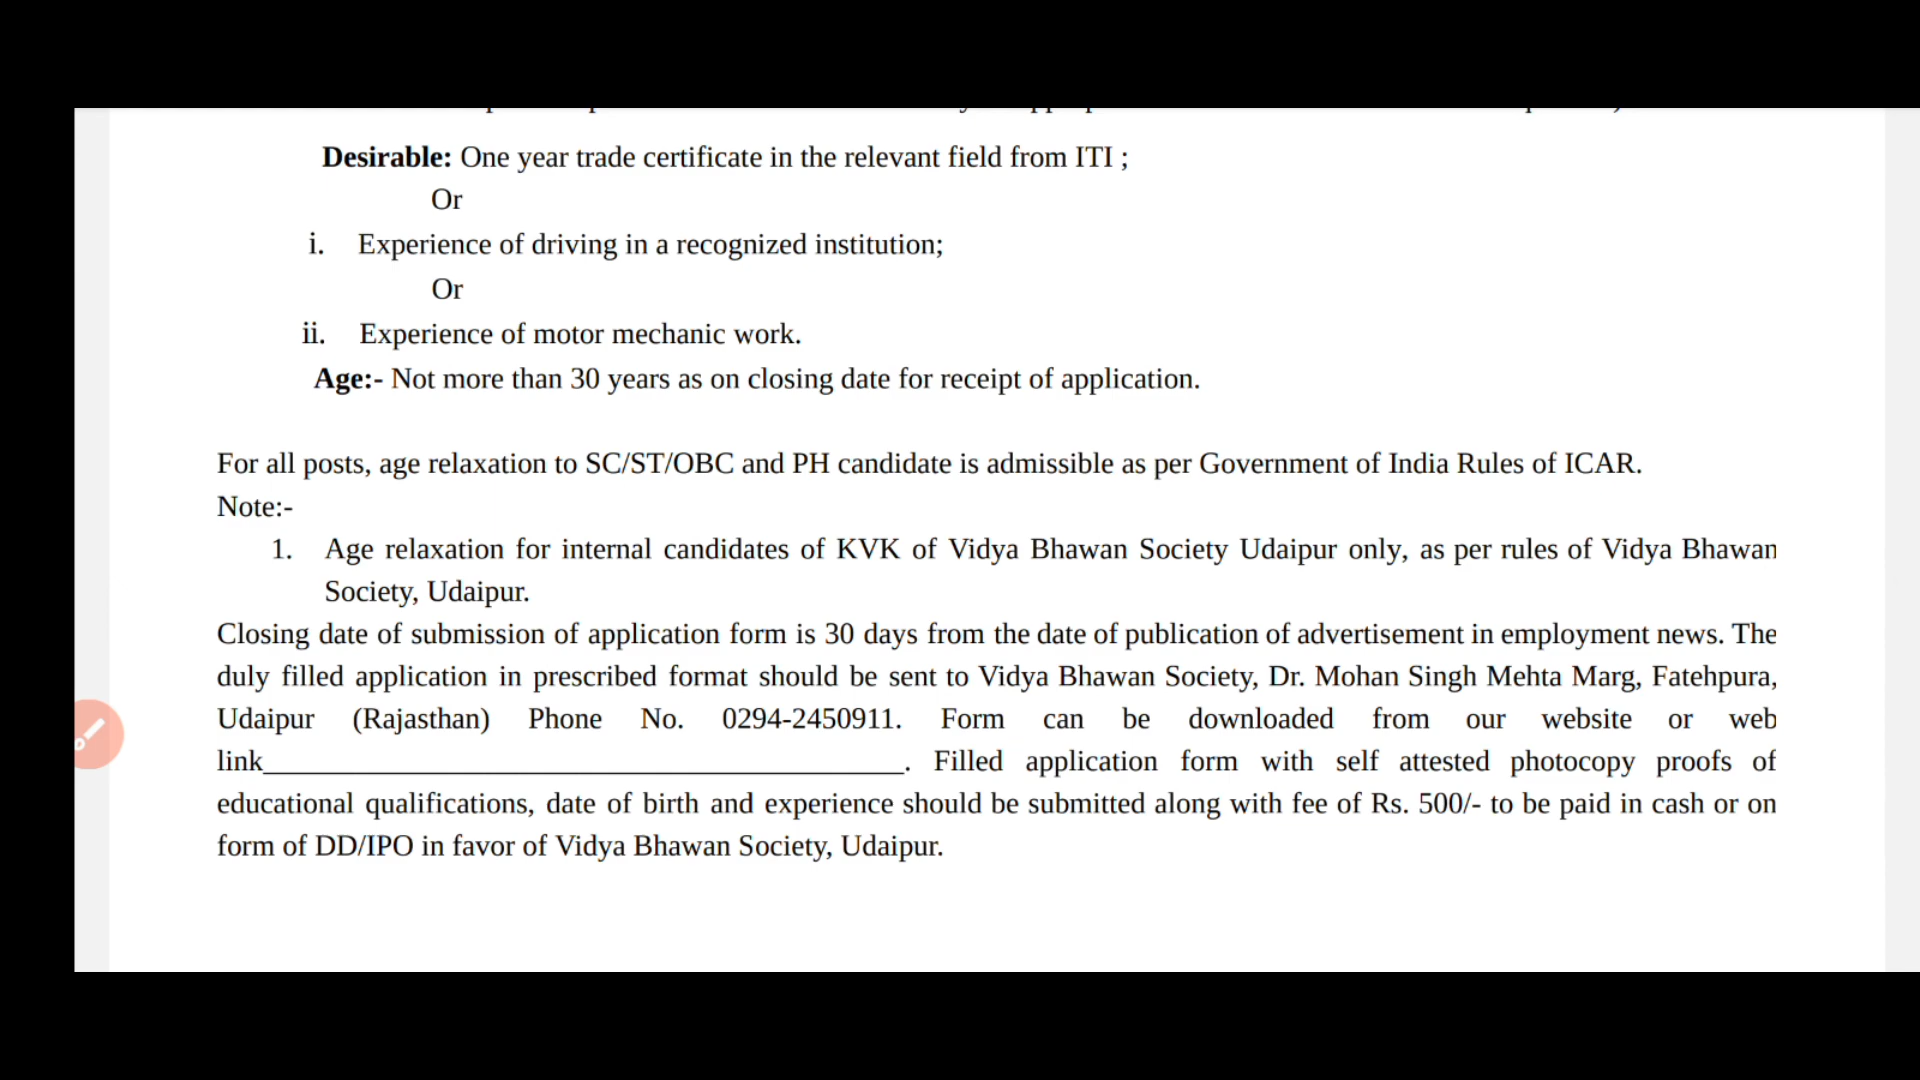 Desirable: One year trade certificate in the relevant field from ITI ;
Or
i. Experience of driving in a recognized institution;
Or
ii. Experience of motor mechanic work.
Age:- Not more than 30 years as on closing date for receipt of application.
For all posts, age relaxation to SC/ST/OBC and PH candidate is admissible as per Government of India Rules of ICAR.
Note:-
1. Age relaxation for internal candidates of KVK of Vidya Bhawan Society Udaipur only, as per rules of Vidya Bhawan
Society, Udaipur.
Closing date of submission of application form is 30 days from the date of publication of advertisement in employment news. The
duly filled application in prescribed format should be sent to Vidya Bhawan Society, Dr. Mohan Singh Mehta Marg, Fatehpura,
Udaipur (Rajasthan) Phone No. 0294-2450911. Form can be downloaded from our website or web
link__________________________________________. Filled application form with self attested photocopy proofs of
educational qualifications, date of birth and experience should be submitted along with fee of Rs. 500/- to be paid in cash or on
form of DD/IPO in favor of Vidya Bhawan Society, Udaipur.